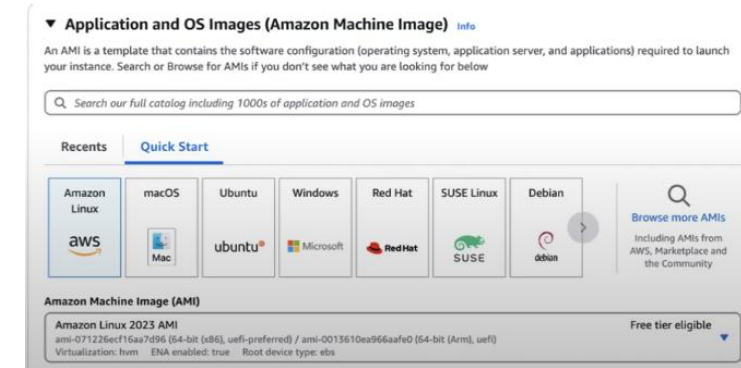 ▼ Application and OS Images (Amazon Machine Image) Info
An AMI is a template that contains the software configuration (operating system, application server, and applications) required to launch
your instance. Search or Browse for AMIs if you don't see what you are looking for below
Search our full catalog including 1000s of application and OS images
Recents Quick Start
Amazon
Linux
aws
macOS
Mac
Ubuntu
ubuntu
Windows
Microsoft
Red Hat
Red Hat
SUSE Linux
SUSE
Debian
debian
Browse more AMIs
Including AMIs from
AWS, Marketplace and
the Community
Amazon Machine Image (AMI)
Amazon Linux 2023 AMI Free tier eligible
ami-071226ecf16aa7d96 (64-bit (x86), uefi-preferred) / ami-0013610ea966aafe0 (64-bit (Arm), uefi)
Virtualization: hvm ENA enabled: true Root device type: ebs